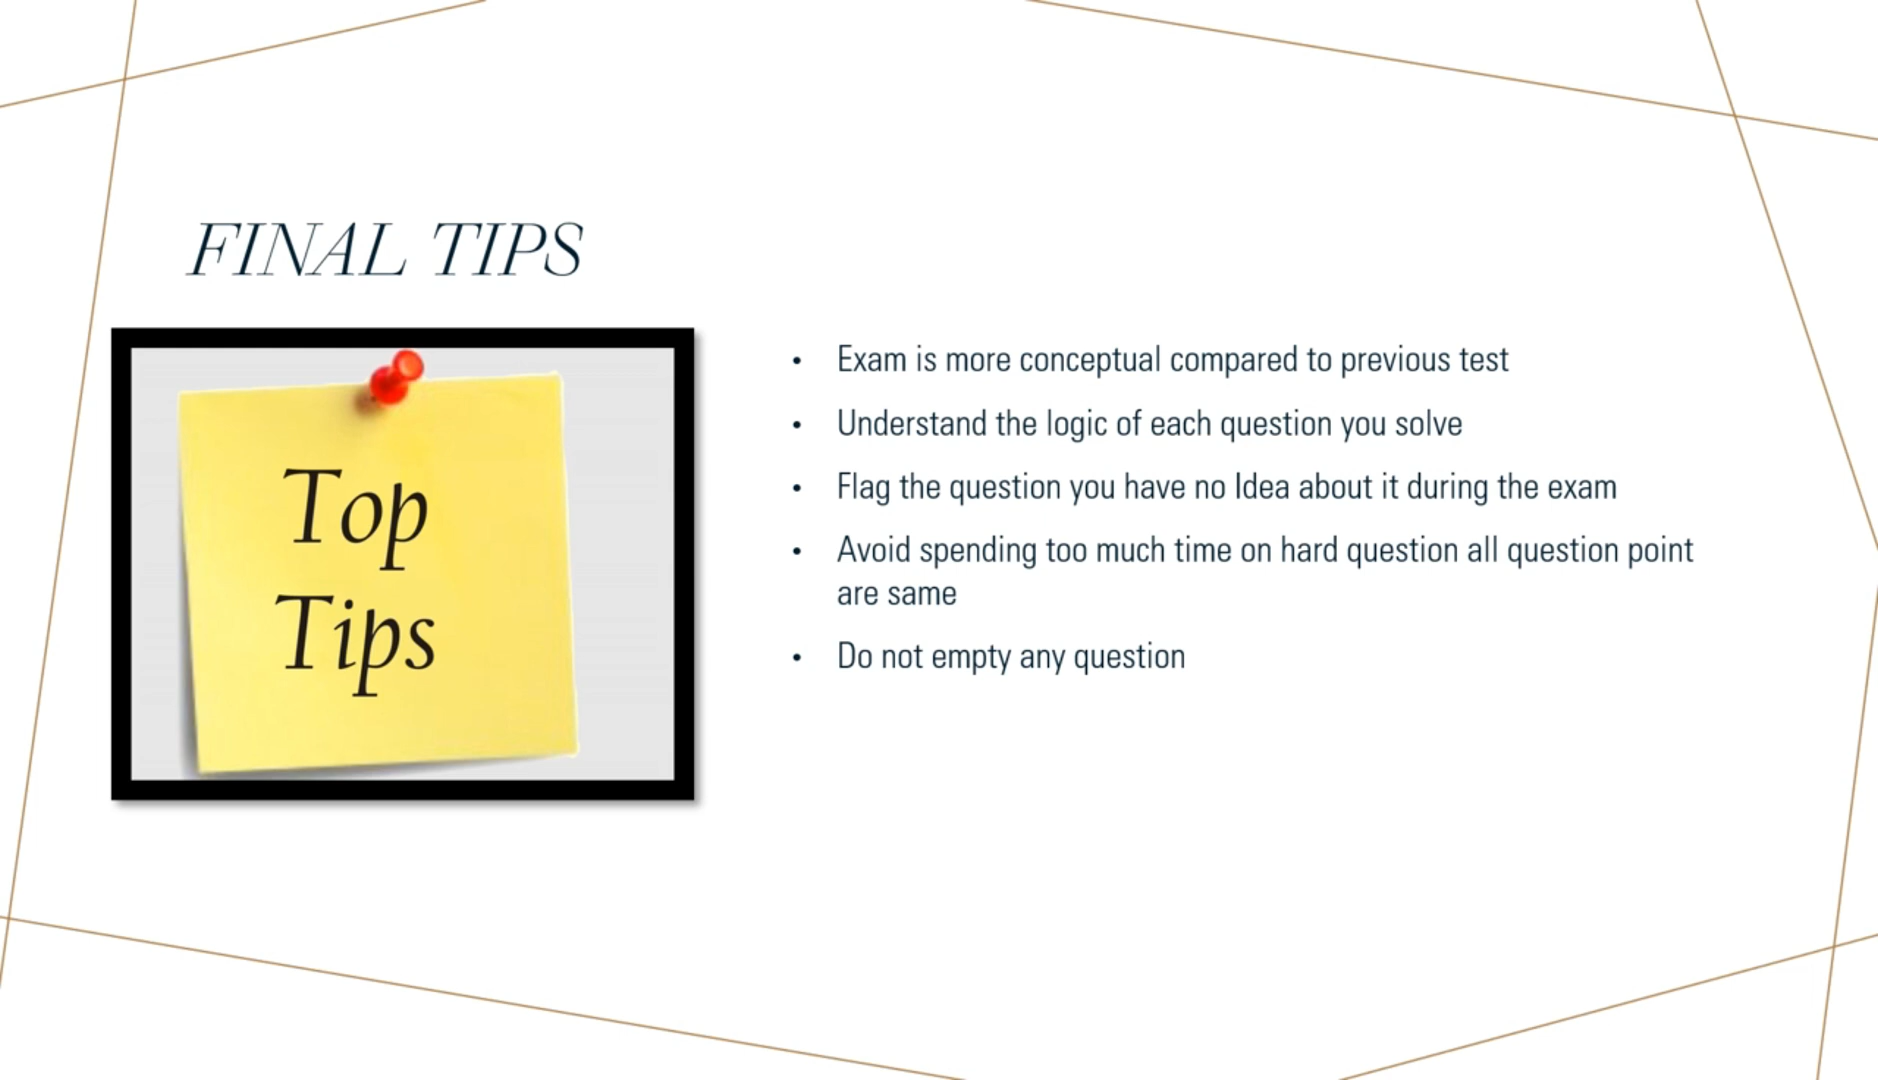 FINAL TIPS
Top
Tips
• Exam is more conceptual compared to previous test
• Understand the logic of each question you solve
• Flag the question you have no Idea about it during the exam
• Avoid spending too much time on hard question all question point
are same
• Do not empty any question